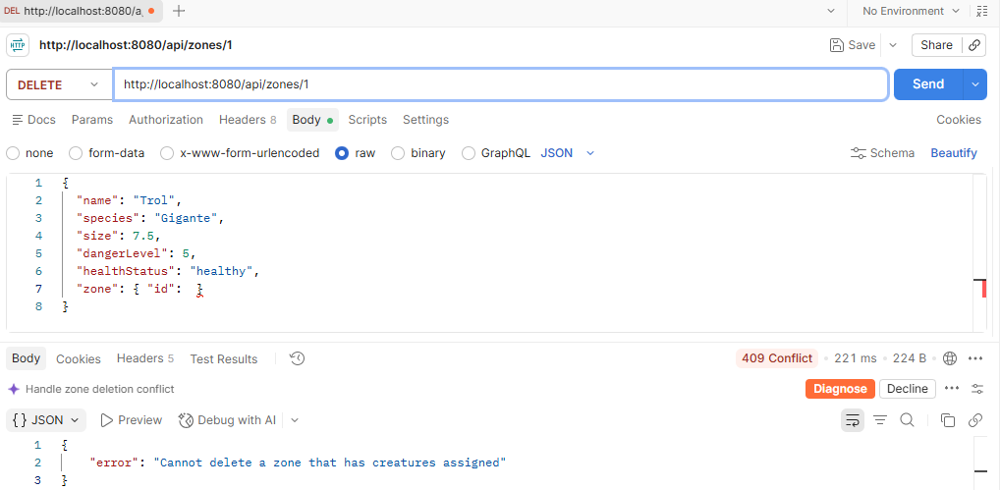 DEL http://localhost:8080/a
No Environment
HTTP http://localhost:8080/api/zones/1
Save
Share
DELETE
http://localhost:8080/api/zones/1
Send
Docs Params Authorization Headers 8 Body Scripts Settings
Cookies
none form-data x-www-form-urlencoded raw binary GraphQL JSON
Schema Beautify
1 {
2 "name": "Trol",
3 "species": "Gigante",
4 "size": 7.5,
5 "dangerLevel": 5,
6 "healthStatus": "healthy",
7 "zone": { "id": }
8 }
Body Cookies Headers 5 Test Results
409 Conflict • 221 ms • 224 B
Handle zone deletion conflict
Diagnose Decline
{} JSON Preview Debug with AI
1 {
2 "error": "Cannot delete a zone that has creatures assigned"
3 }